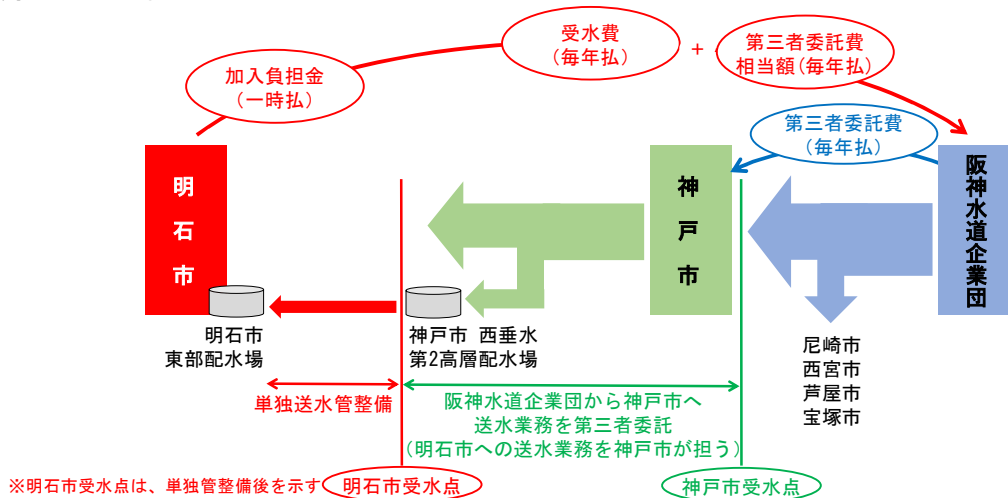 受水費
(毎年払)
+
第三者委託費
相当額(毎年払)
加入負担金
(一時払)
第三者委託費
(毎年払)
明石市
神戸市
阪神水道企業団
明石市
東部配水場
神戸市 西垂水
第2高層配水場
尼崎市
西宮市
芦屋市
宝塚市
単独送水管整備
阪神水道企業団から神戸市へ
送水業務を第三者委託
(明石市への送水業務を神戸市が担う)
※明石市受水点は、単独管整備後を示す
明石市受水点
神戸市受水点